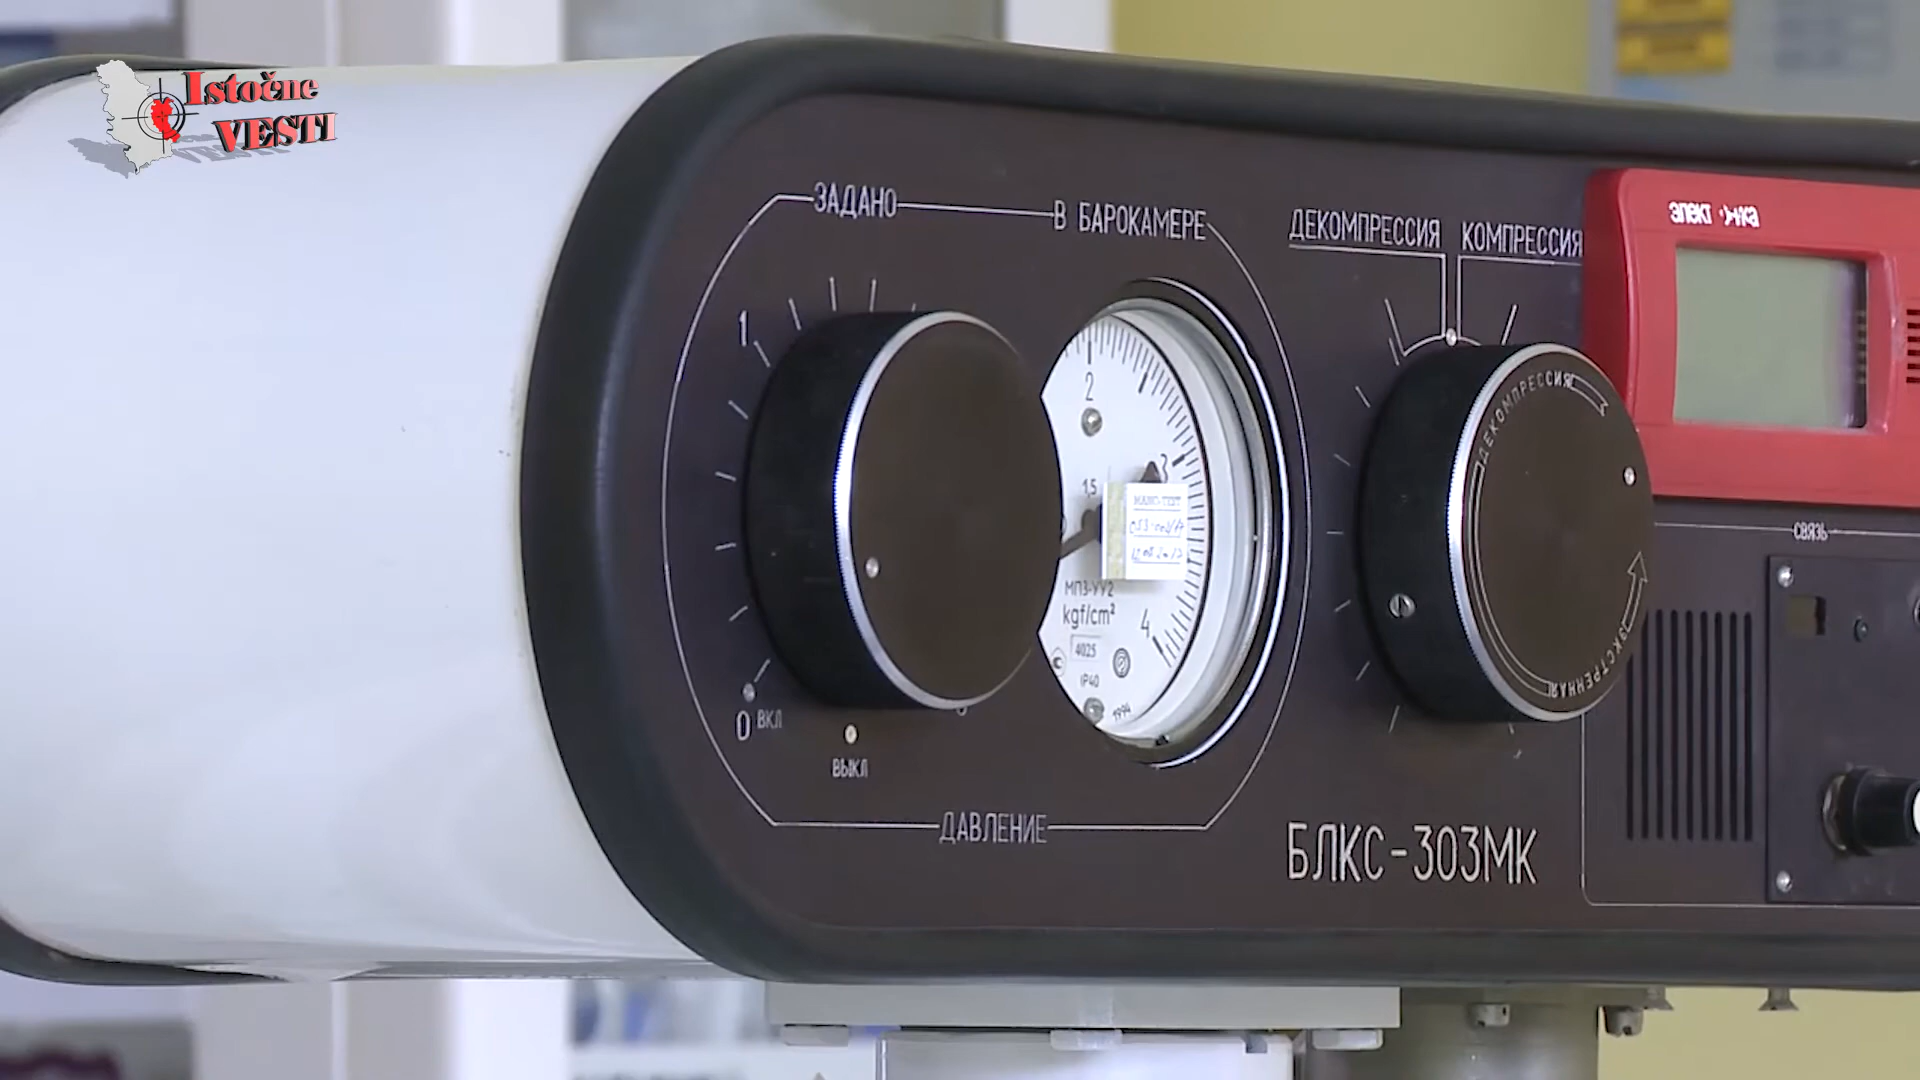 Istočne
VESTI
ЗАДАНО
В БАРОКАМЕРЕ
ДЕКОМПРЕССИЯ
КОМПРЕССИЯ
1
2
3
1,5
МПЗ-УУ2
kgf/cm²
4
4025
IP40
1994
ДЕКОМПРЕССИЯ
ЭКСТРЕННАЯ
СВЯЗЬ
0
ВКЛ
ВЫКЛ
ДАВЛЕНИЕ
БЛКС-303МК